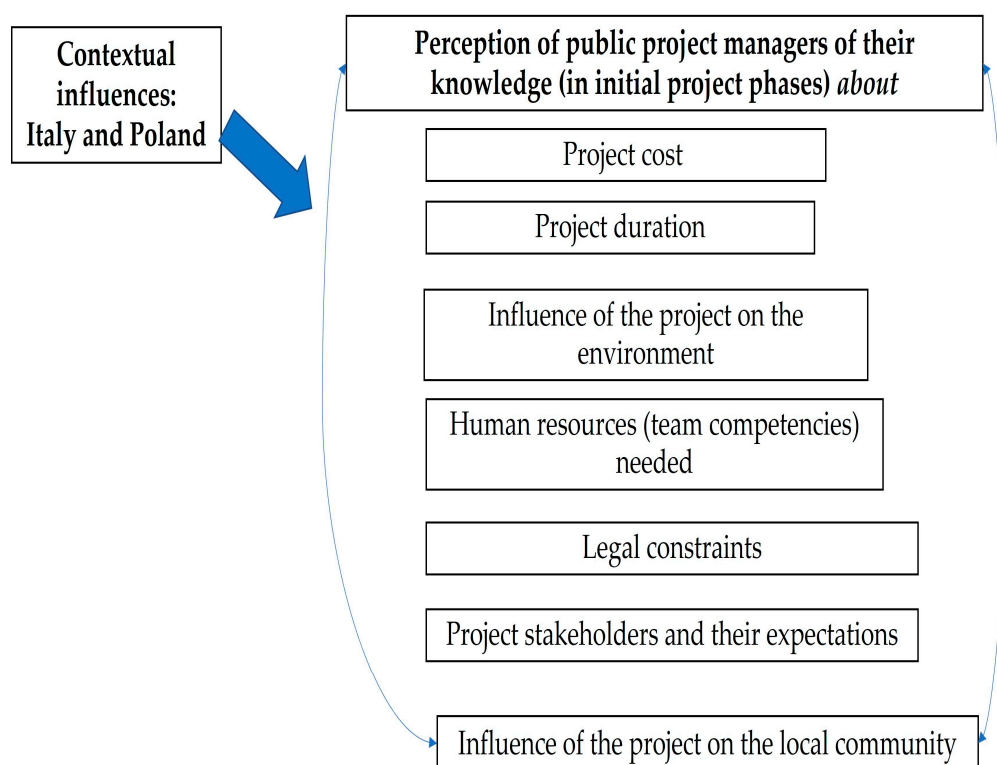 Contextual
influences:
Italy and Poland
Perception of public project managers of their
knowledge (in initial project phases) about
Project cost
Project duration
Influence of the project on the
environment
Human resources (team competencies)
needed
Legal constraints
Project stakeholders and their expectations
Influence of the project on the local community